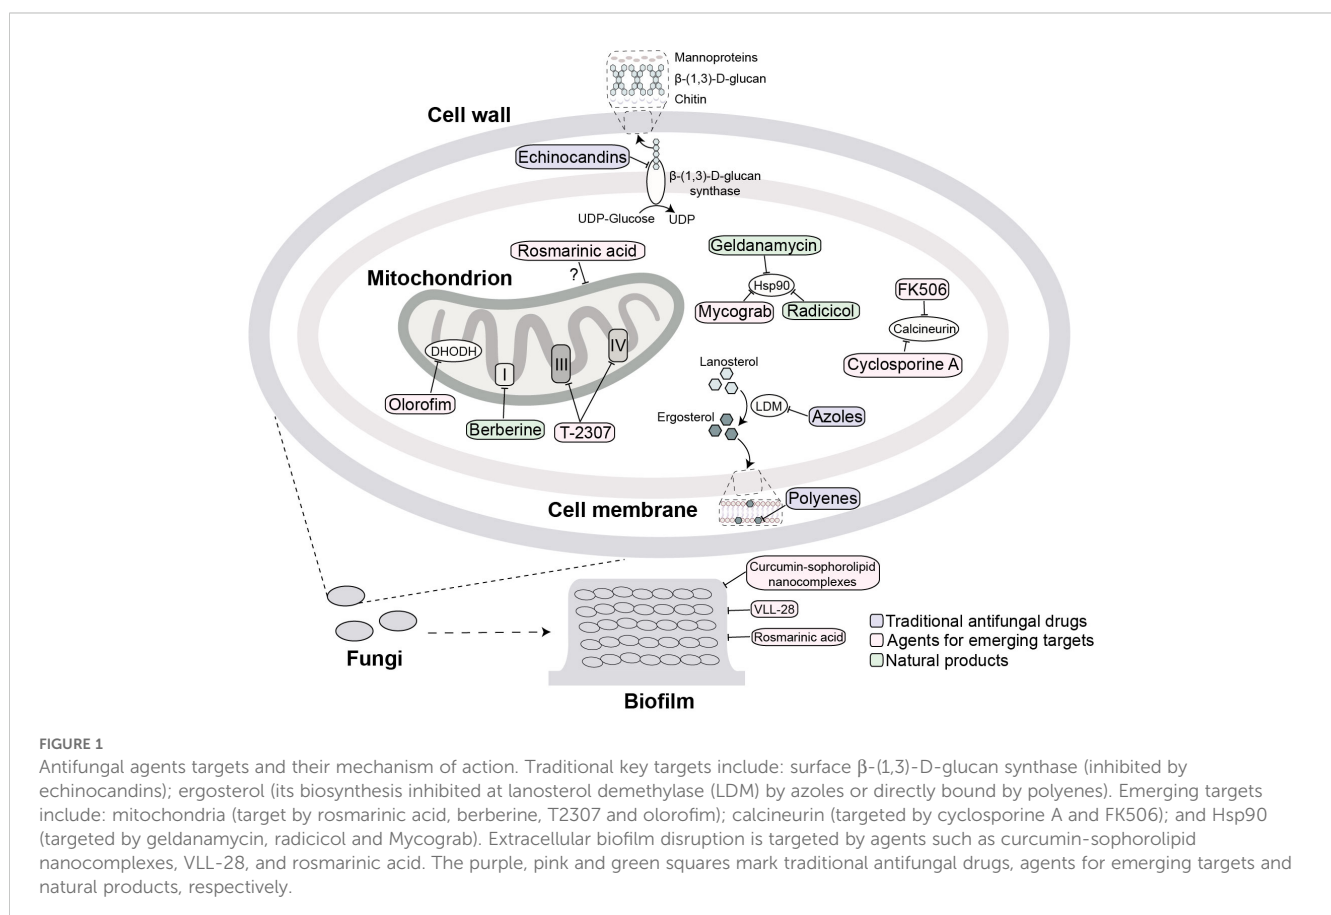 Mannoproteins
β-(1,3)-D-glucan
Chitin
Cell wall
Echinocandins
β-(1,3)-D-glucan
synthase
UDP-Glucose
UDP
Rosmarinic acid
?
Mitochondrion
Geldanamycin
Hsp90
Mycograb
Radicicol
FK506
Calcineurin
Cyclosporine A
DHODH
I
III
IV
Olorofim
Berberine
T-2307
Lanosterol
Ergosterol
LDM
Azoles
Cell membrane
Polyenes
Curcumin-sophorolipid
nanocomplexes
VLL-28
Rosmarinic acid
Fungi
Biofilm
Traditional antifungal drugs
Agents for emerging targets
Natural products
FIGURE 1
Antifungal agents targets and their mechanism of action. Traditional key targets include: surface β-(1,3)-D-glucan synthase (inhibited by
echinocandins); ergosterol (its biosynthesis inhibited at lanosterol demethylase (LDM) by azoles or directly bound by polyenes). Emerging targets
include: mitochondria (target by rosmarinic acid, berberine, T2307 and olorofim); calcineurin (targeted by cyclosporine A and FK506); and Hsp90
(targeted by geldanamycin, radicicol and Mycograb). Extracellular biofilm disruption is targeted by agents such as curcumin-sophorolipid
nanocomplexes, VLL-28, and rosmarinic acid. The purple, pink and green squares mark traditional antifungal drugs, agents for emerging targets and
natural products, respectively.